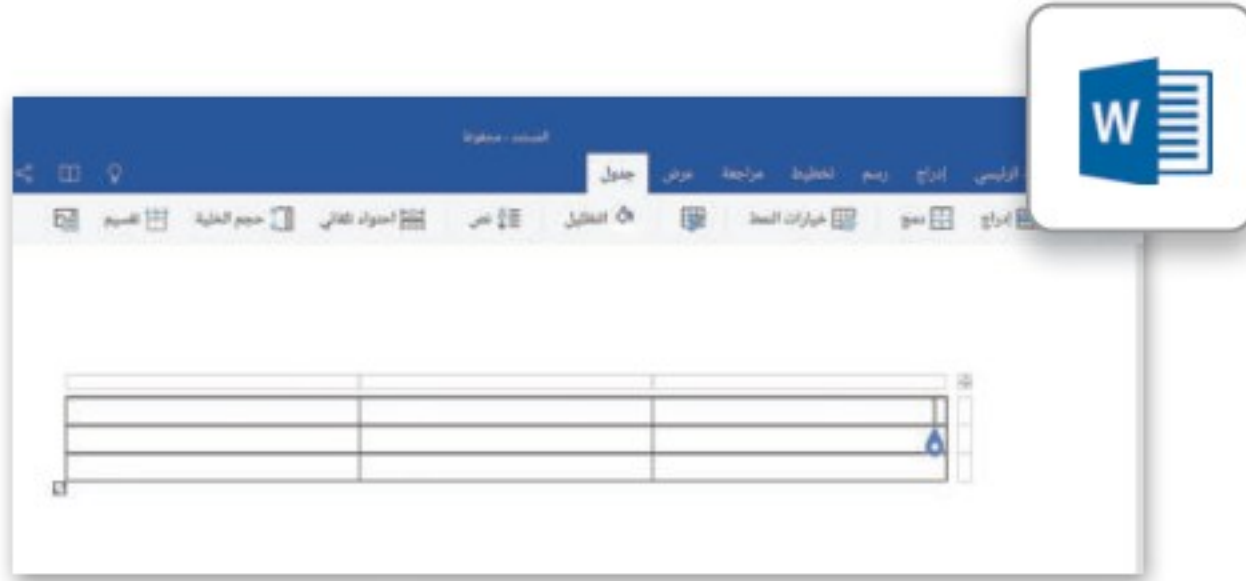 W
المستند - محفوظ
الرئيسي إدراج رسم تخطيط مراجعة عرض جدول
إدراج دمج خيارات النمط التظليل نص احتواء تلقائي حجم الخلية تقسيم